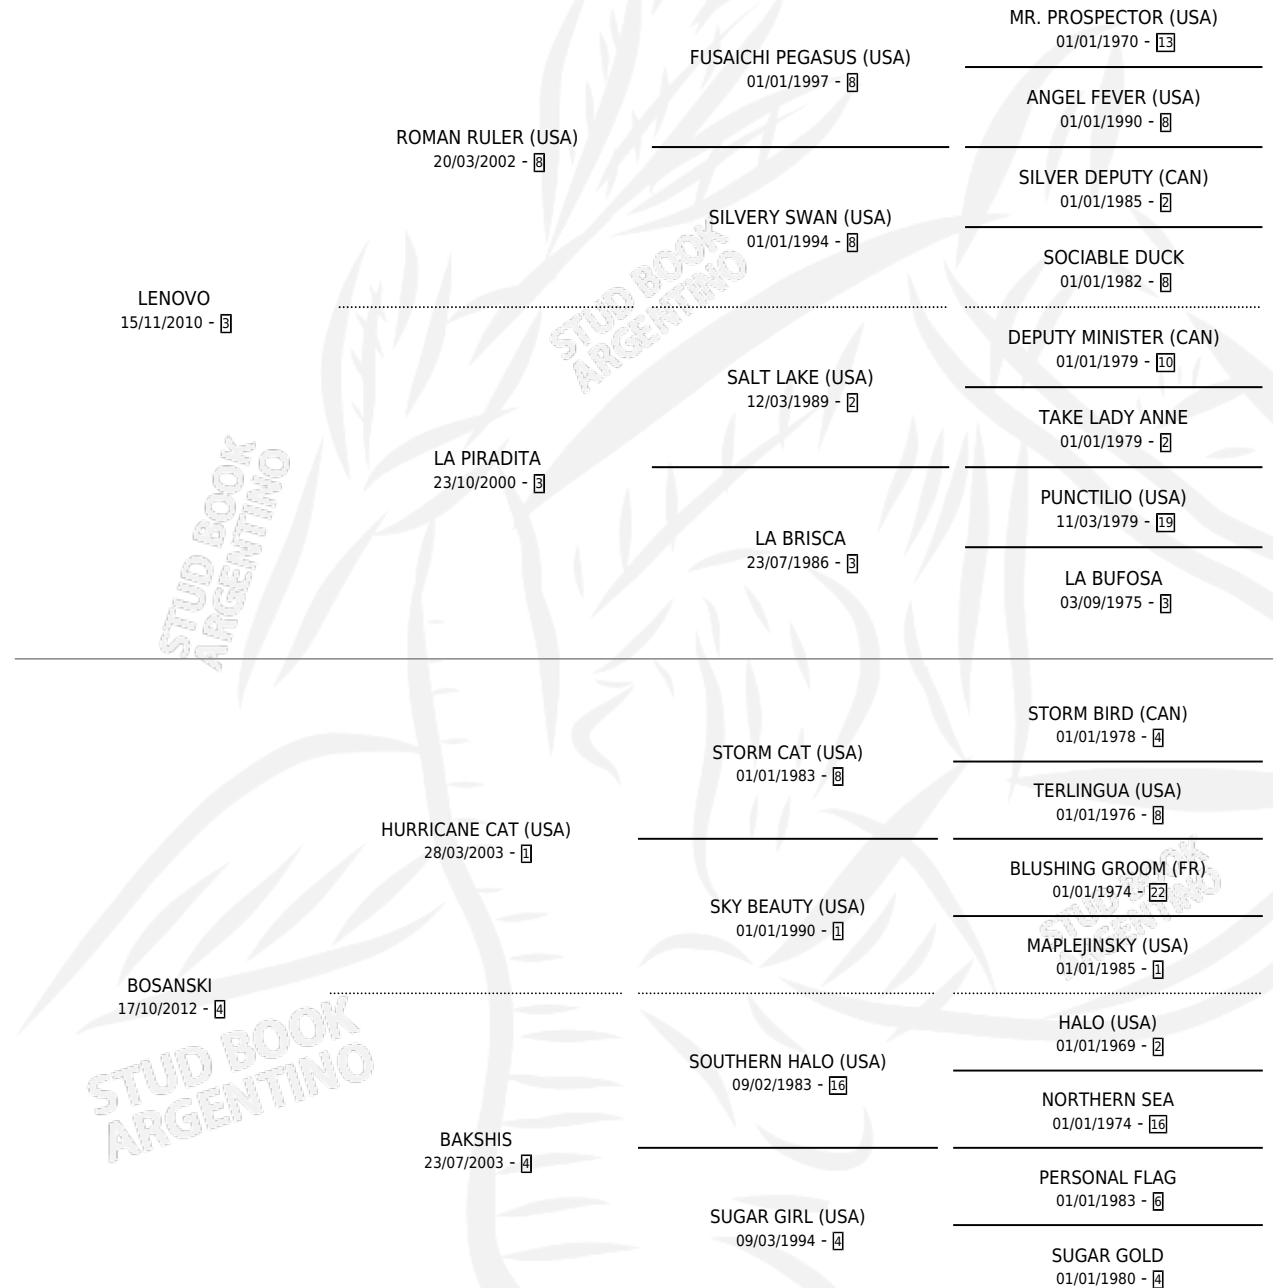 MR. PROSPECTOR (USA)
01/01/1970 - 13
FUSAICHI PEGASUS (USA)
01/01/1997 - 8
ANGEL FEVER (USA)
01/01/1990 - 8
ROMAN RULER (USA)
20/03/2002 - 8
SILVER DEPUTY (CAN)
01/01/1985 - 2
SILVERY SWAN (USA)
01/01/1994 - 8
SOCIABLE DUCK
01/01/1982 - 8
LENOVO
15/11/2010 - 3
DEPUTY MINISTER (CAN)
01/01/1979 - 10
SALT LAKE (USA)
12/03/1989 - 2
TAKE LADY ANNE
01/01/1979 - 2
LA PIRADITA
23/10/2000 - 3
PUNCTILIO (USA)
11/03/1979 - 19
LA BRISCA
23/07/1986 - 3
LA BUFOSA
03/09/1975 - 3
STORM BIRD (CAN)
01/01/1978 - 4
STORM CAT (USA)
01/01/1983 - 8
TERLINGUA (USA)
01/01/1976 - 8
HURRICANE CAT (USA)
28/03/2003 - 1
BLUSHING GROOM (FR)
01/01/1974 - 22
SKY BEAUTY (USA)
01/01/1990 - 1
MAPLEJINSKY (USA)
01/01/1985 - 1
BOSANSKI
17/10/2012 - 4
HALO (USA)
01/01/1969 - 2
SOUTHERN HALO (USA)
09/02/1983 - 16
NORTHERN SEA
01/01/1974 - 16
BAKSHIS
23/07/2003 - 4
PERSONAL FLAG
01/01/1983 - 6
SUGAR GIRL (USA)
09/03/1994 - 4
SUGAR GOLD
01/01/1980 - 4
STUD BOOK
ARGENTINO
STUD BOOK
ARGENTINO
STUD BOOK
ARGENTINO
STUD BOOK
ARGENTINO